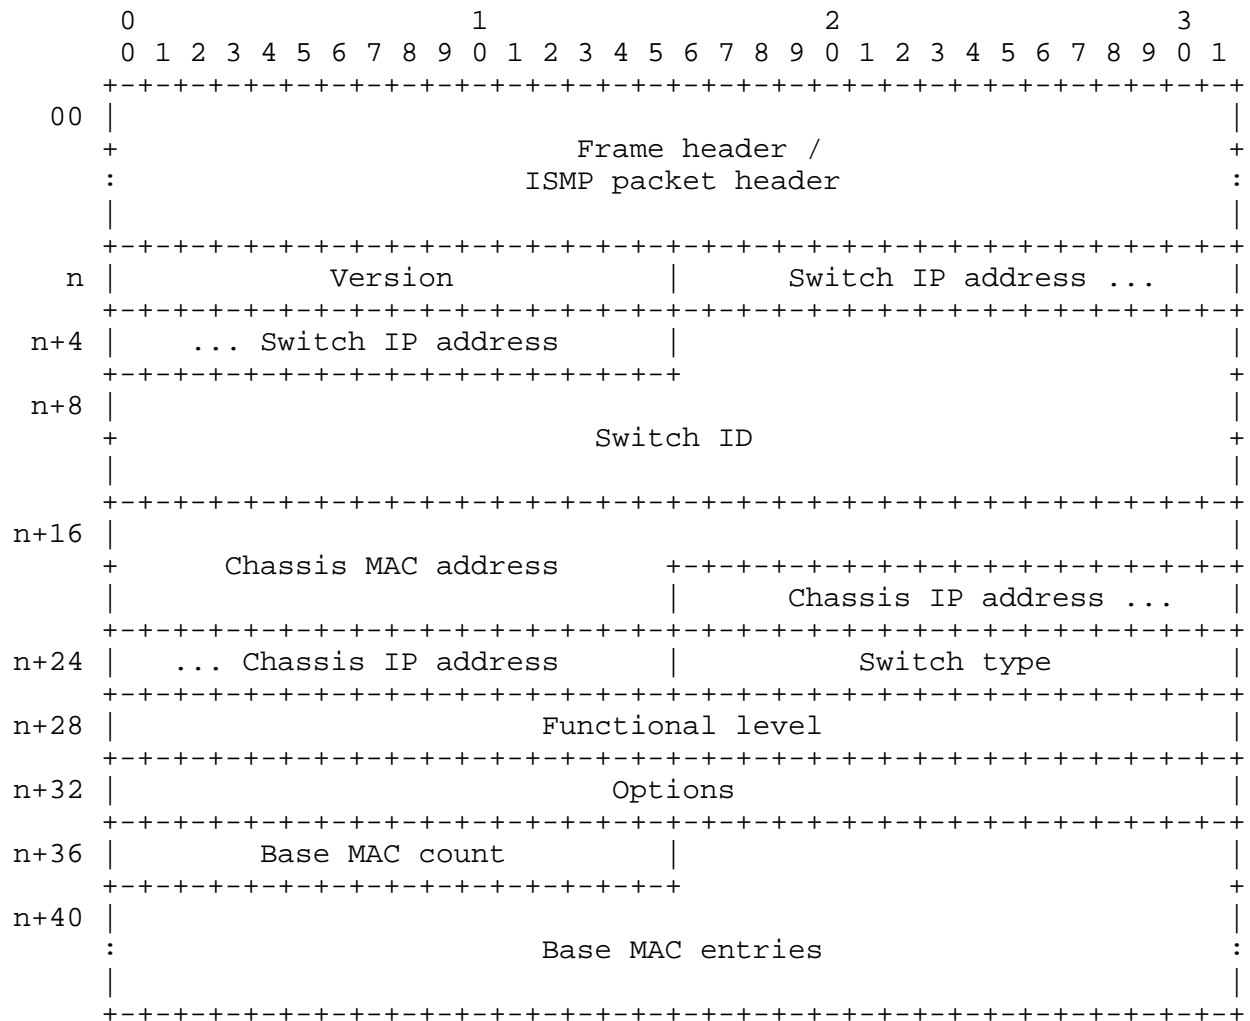 0                   1                   2                   3
 0 1 2 3 4 5 6 7 8 9 0 1 2 3 4 5 6 7 8 9 0 1 2 3 4 5 6 7 8 9 0 1
      +-+-+-+-+-+-+-+-+-+-+-+-+-+-+-+-+-+-+-+-+-+-+-+-+-+-+-+-+-+-+-+-+
   00 |                                                               |
      +                          Frame header /                       +
      :                       ISMP packet header                      :
      |                                                               |
      +-+-+-+-+-+-+-+-+-+-+-+-+-+-+-+-+-+-+-+-+-+-+-+-+-+-+-+-+-+-+-+-+
    n |            Version            |      Switch IP address ...    |
      +-+-+-+-+-+-+-+-+-+-+-+-+-+-+-+-+-+-+-+-+-+-+-+-+-+-+-+-+-+-+-+-+
  n+4 |    ... Switch IP address      |                               |
      +-+-+-+-+-+-+-+-+-+-+-+-+-+-+-+-+                               +
  n+8 |                                                               |
      +                           Switch ID                           +
      |                                                               |
      +-+-+-+-+-+-+-+-+-+-+-+-+-+-+-+-+-+-+-+-+-+-+-+-+-+-+-+-+-+-+-+-+
 n+16 |                                                               |
      +      Chassis MAC address      +-+-+-+-+-+-+-+-+-+-+-+-+-+-+-+-+
      |                               |      Chassis IP address ...   |
      +-+-+-+-+-+-+-+-+-+-+-+-+-+-+-+-+-+-+-+-+-+-+-+-+-+-+-+-+-+-+-+-+
 n+24 |   ... Chassis IP address      |          Switch type          |
      +-+-+-+-+-+-+-+-+-+-+-+-+-+-+-+-+-+-+-+-+-+-+-+-+-+-+-+-+-+-+-+-+
 n+28 |                        Functional level                       |
      +-+-+-+-+-+-+-+-+-+-+-+-+-+-+-+-+-+-+-+-+-+-+-+-+-+-+-+-+-+-+-+-+
 n+32 |                            Options                            |
      +-+-+-+-+-+-+-+-+-+-+-+-+-+-+-+-+-+-+-+-+-+-+-+-+-+-+-+-+-+-+-+-+
 n+36 |        Base MAC count         |                               |
      +-+-+-+-+-+-+-+-+-+-+-+-+-+-+-+-+                               +
 n+40 |                                                               |
      :                        Base MAC entries                       :
      |                                                               |
      +-+-+-+-+-+-+-+-+-+-+-+-+-+-+-+-+-+-+-+-+-+-+-+-+-+-+-+-+-+-+-+-+